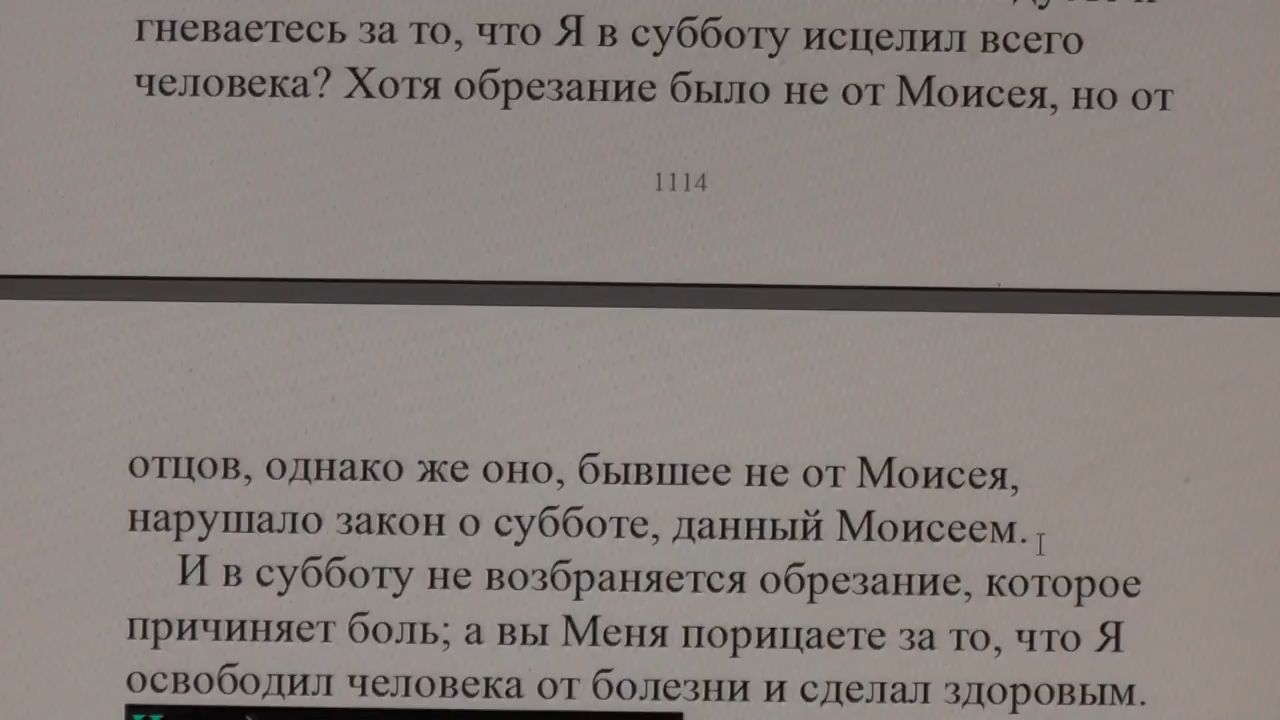 гневаетесь за то, что Я в субботу исцелил всего
человека? Хотя обрезание было не от Моисея, но от
1114
отцов, однако же оно, бывшее не от Моисея,
нарушало закон о субботе, данный Моисеем.
И в субботу не возбраняется обрезание, которое
причиняет боль; а вы Меня порицаете за то, что Я
освободил человека от болезни и сделал здоровым.